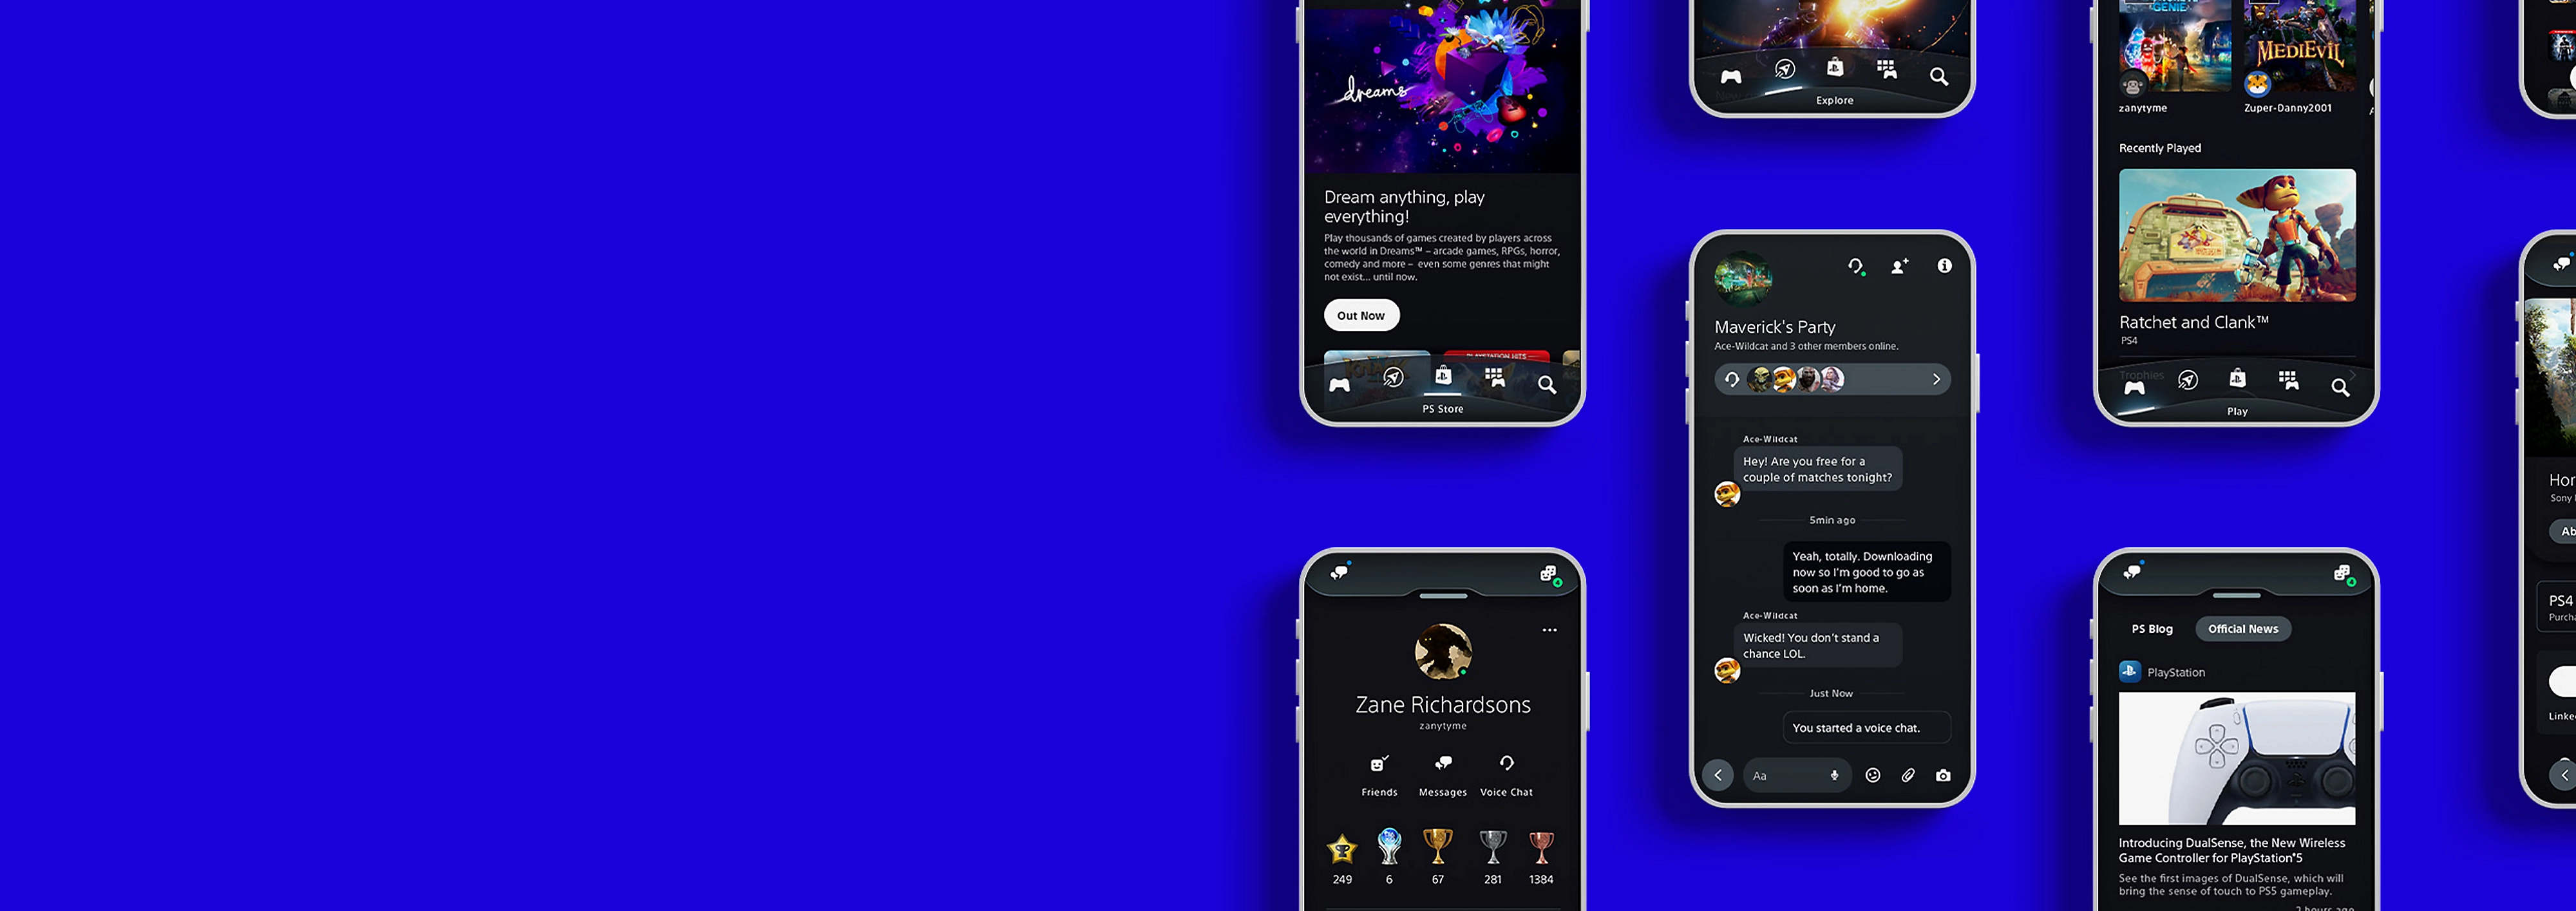 dreams
Dream anything, play
everything!
Play thousands of games created by players across
the world in Dreams™ – arcade games, RPGs, horror,
comedy and more – even some genres that might
not exist... until now.
Out Now
PLAYSTATION HITS
PS Store
Zane Richardsons
zanytyme
Friends
Messages
Voice Chat
249
6
67
281
1384
Explore
Maverick's Party
Ace-Wildcat and 3 other members online.
Ace-Wildcat
Hey! Are you free for a
couple of matches tonight?
5min ago
Yeah, totally. Downloading
now so I'm good to go as
soon as I'm home.
Ace-Wildcat
Wicked! You don't stand a
chance LOL.
Just Now
You started a voice chat.
Aa
GENIE
MEDIEVIL
zanytyme
Zuper-Danny2001
Recently Played
Ratchet and Clank™
PS4
Trophies
Play
PS Blog
Official News
PlayStation
Introducing DualSense, the New Wireless
Game Controller for PlayStation®5
See the first images of DualSense, which will
bring the sense of touch to PS5 gameplay.
2 hours ago
Hor
Sony
Ab
PS4
Purcha
Linke